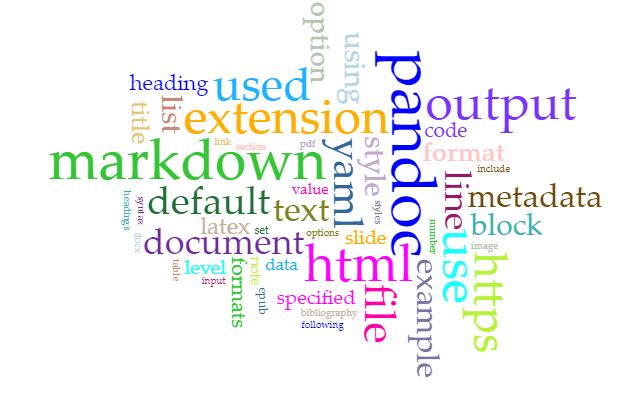 option
using
pandoc
heading
used
output
title
list
extension
code
link
section
pdf
style
format
markdown
yaml
include
line
metadata
value
headings
syntax
default
text
styles
block
latex
set
options
number
use
docx
document
slide
image
html
https
table
level
input
formats
note
epub
data
example
specified
file
bibliography
following